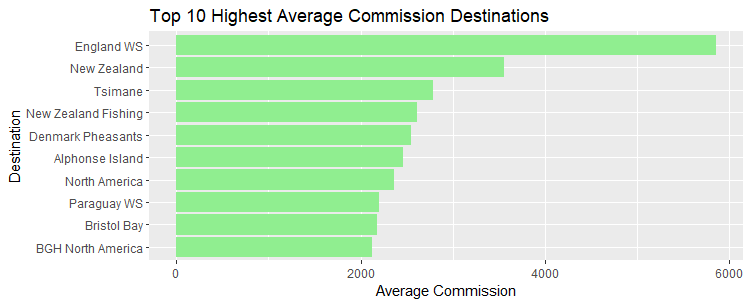 Top 10 Highest Average Commission Destinations
Destination
England WS
New Zealand
Tsimane
New Zealand Fishing
Denmark Pheasants
Alphonse Island
North America
Paraguay WS
Bristol Bay
BGH North America
0 2000 4000 6000
Average Commission